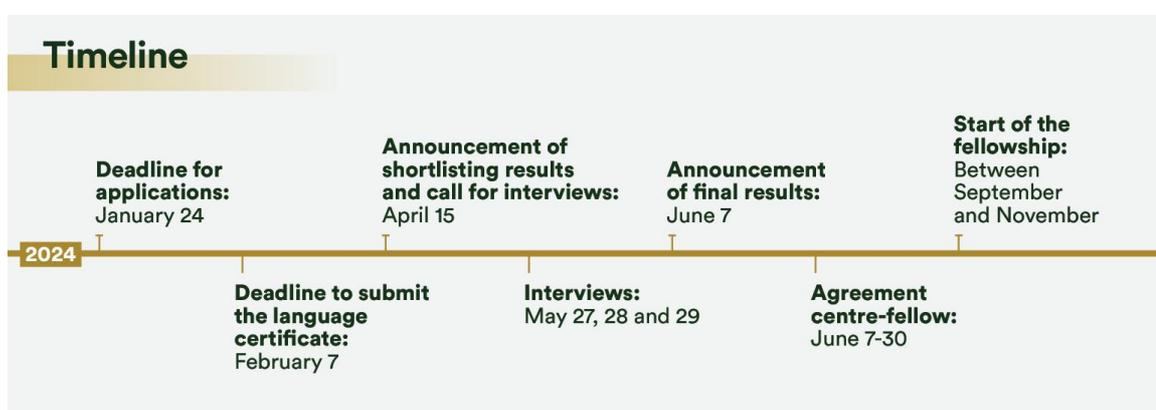 Timeline
2024
Deadline for
applications:
January 24
Deadline to submit
the language
certificate:
February 7
Announcement of
shortlisting results
and call for interviews:
April 15
Interviews:
May 27, 28 and 29
Announcement
of final results:
June 7
Agreement
centre-fellow:
June 7-30
Start of the
fellowship:
Between
September
and November